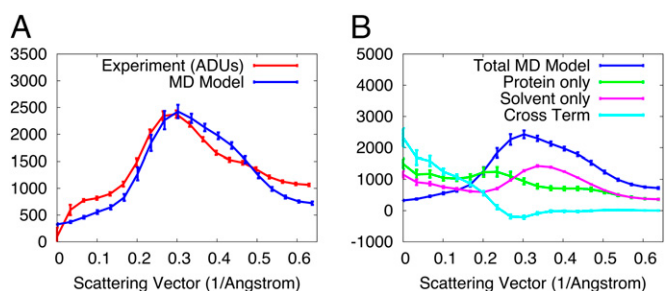 A
3500
3000
2500
2000
1500
1000
500
0
Experiment (ADUs)
MD Model
0 0.1 0.2 0.3 0.4 0.5 0.6
Scattering Vector (1/Angstrom)
B
5000
4000
3000
2000
1000
0
-1000
Total MD Model
Protein only
Solvent only
Cross Term
0 0.1 0.2 0.3 0.4 0.5 0.6
Scattering Vector (1/Angstrom)